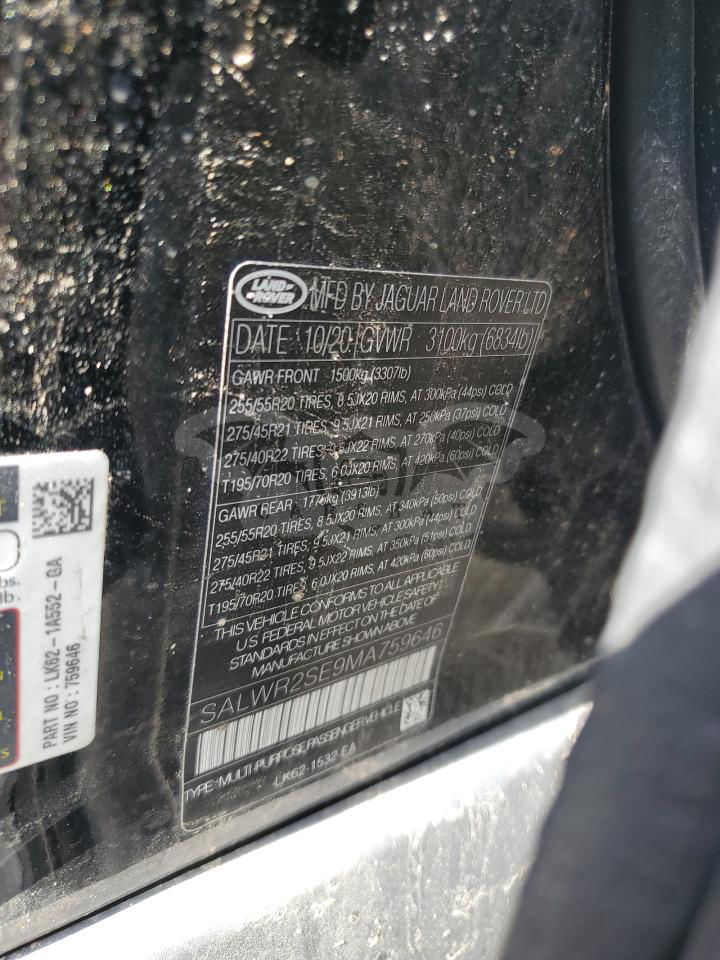 LAND
ROVER
MFD BY JAGUAR LAND ROVER LTD
DATE 10/20 GVWR 3100kg (6834lb)
GAWR FRONT 1500kg (3307lb)
255/55R20 TIRES, 8.5JX20 RIMS, AT 300kPa (44psi) COLD
275/45R21 TIRES, 9.5JX21 RIMS, AT 250kPa (37psi) COLD
275/40R22 TIRES, 9.5JX22 RIMS, AT 270kPa (40psi) COLD
T195/70R20 TIRES, 6.0JX20 RIMS, AT 420kPa (60psi) COLD
GAWR REAR 1775kg (3913lb)
255/55R20 TIRES, 8.5JX20 RIMS, AT 340kPa (50psi) COLD
275/45R21 TIRES, 9.5JX21 RIMS, AT 300kPa (44psi) COLD
275/40R22 TIRES, 9.5JX22 RIMS, AT 350kPa (51psi) COLD
T195/70R20 TIRES, 6.0JX20 RIMS, AT 420kPa (60psi) COLD
THIS VEHICLE CONFORMS TO ALL APPLICABLE
U.S. FEDERAL MOTOR VEHICLE SAFETY
STANDARDS IN EFFECT ON THE DATE OF
MANUFACTURE SHOWN ABOVE
SALWR2SE9MA759646
TYPE: MULTI-PURPOSE PASSENGER VEHICLE
LK62-1532-EA
PART NO : LK62-1A552-GA
VIN NO : 759646
bs.
lb.